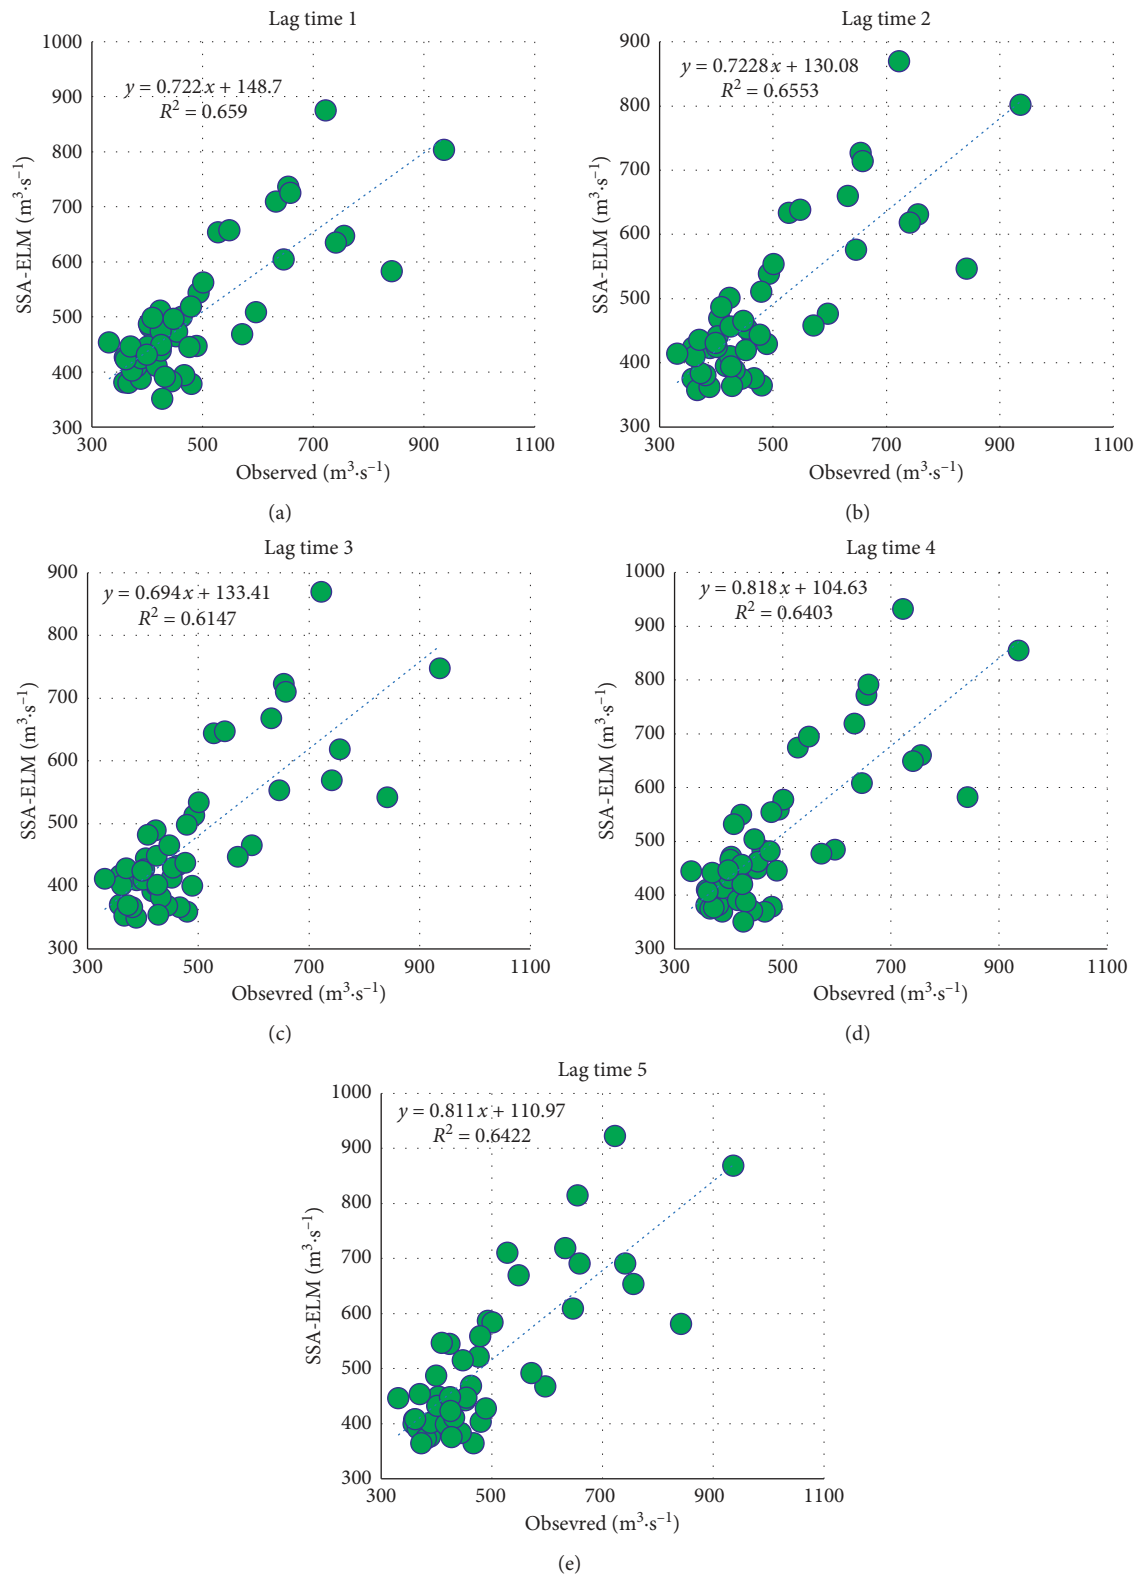 Lag time 1
1000
900
800
700
600
500
400
300
SSA-ELM (m³·s⁻¹)
y = 0.722x + 148.7
R² = 0.659
300 500 700 900 1100
Observed (m³·s⁻¹)
(a)
Lag time 2
900
800
700
600
500
400
300
SSA-ELM (m³·s⁻¹)
y = 0.7228x + 130.08
R² = 0.6553
300 500 700 900 1100
Obsevred (m³·s⁻¹)
(b)
Lag time 3
900
800
700
600
500
400
300
SSA-ELM (m³·s⁻¹)
y = 0.694x + 133.41
R² = 0.6147
300 500 700 900 1100
Obsevred (m³·s⁻¹)
(c)
Lag time 4
1000
900
800
700
600
500
400
300
SSA-ELM (m³·s⁻¹)
y = 0.818x + 104.63
R² = 0.6403
300 500 700 900 1100
Obsevred (m³·s⁻¹)
(d)
Lag time 5
1000
900
800
700
600
500
400
300
SSA-ELM (m³·s⁻¹)
y = 0.811x + 110.97
R² = 0.6422
300 500 700 900 1100
Obsevred (m³·s⁻¹)
(e)